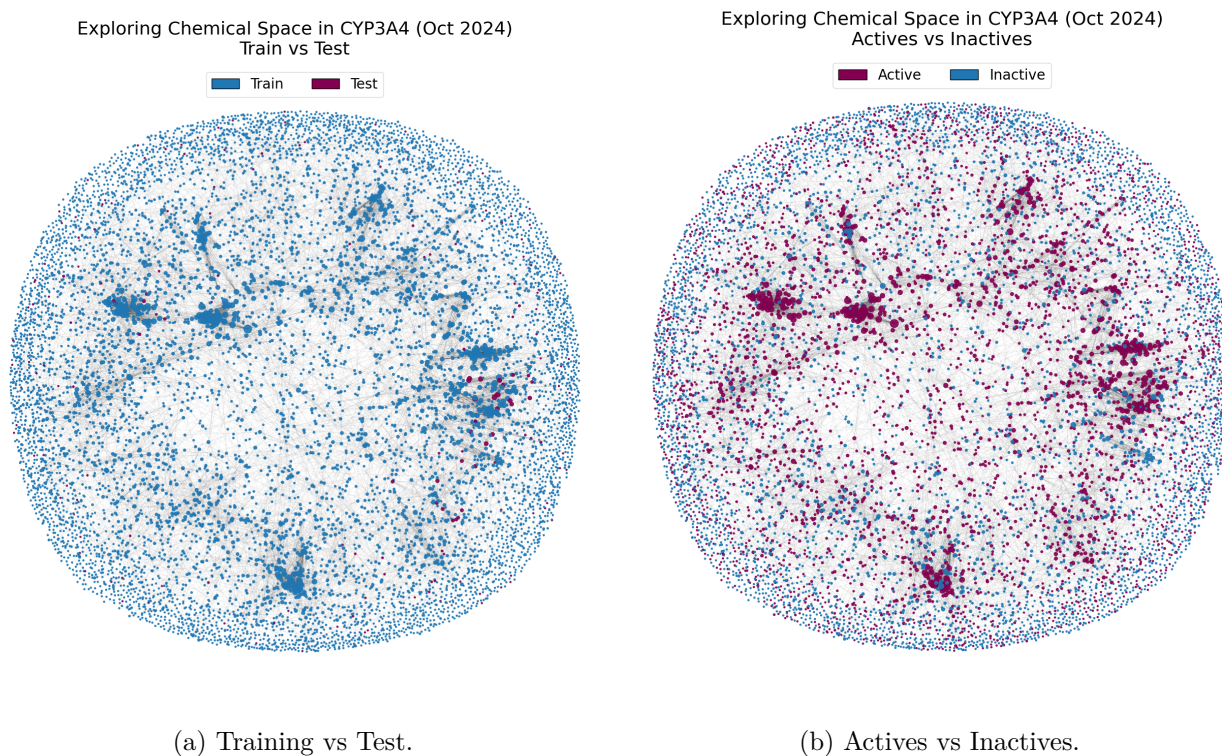 Exploring Chemical Space in CYP3A4 (Oct 2024)
Train vs Test
Train
Test
(a) Training vs Test.
Exploring Chemical Space in CYP3A4 (Oct 2024)
Actives vs Inactives
Active
Inactive
(b) Actives vs Inactives.